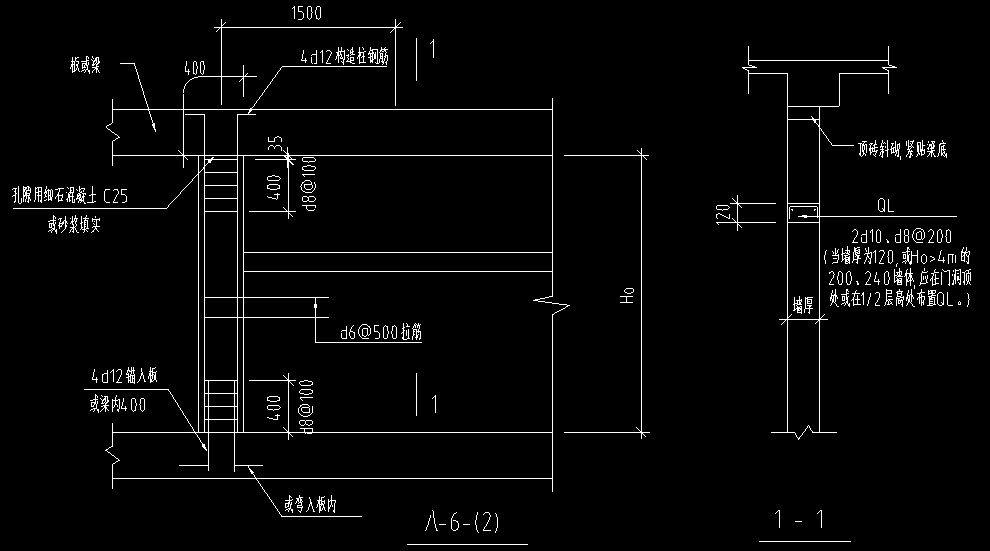 1500
1
4d12构造柱钢筋
板或梁
400
35
400
d8@100
孔隙用细石混凝土 C25
或砂浆填实
d6@500拉筋
Ho
4d12锚入板
或梁内400
400
d8@100
1
或弯入板内
八-6-(2)
顶砖斜砌,紧贴梁底
120
QL
2d10、d8@200
(当墙厚为120,或Ho>4m的
200、240墙体,应在门洞顶
处或在1/2层高处布置QL。)
墙厚
1 - 1